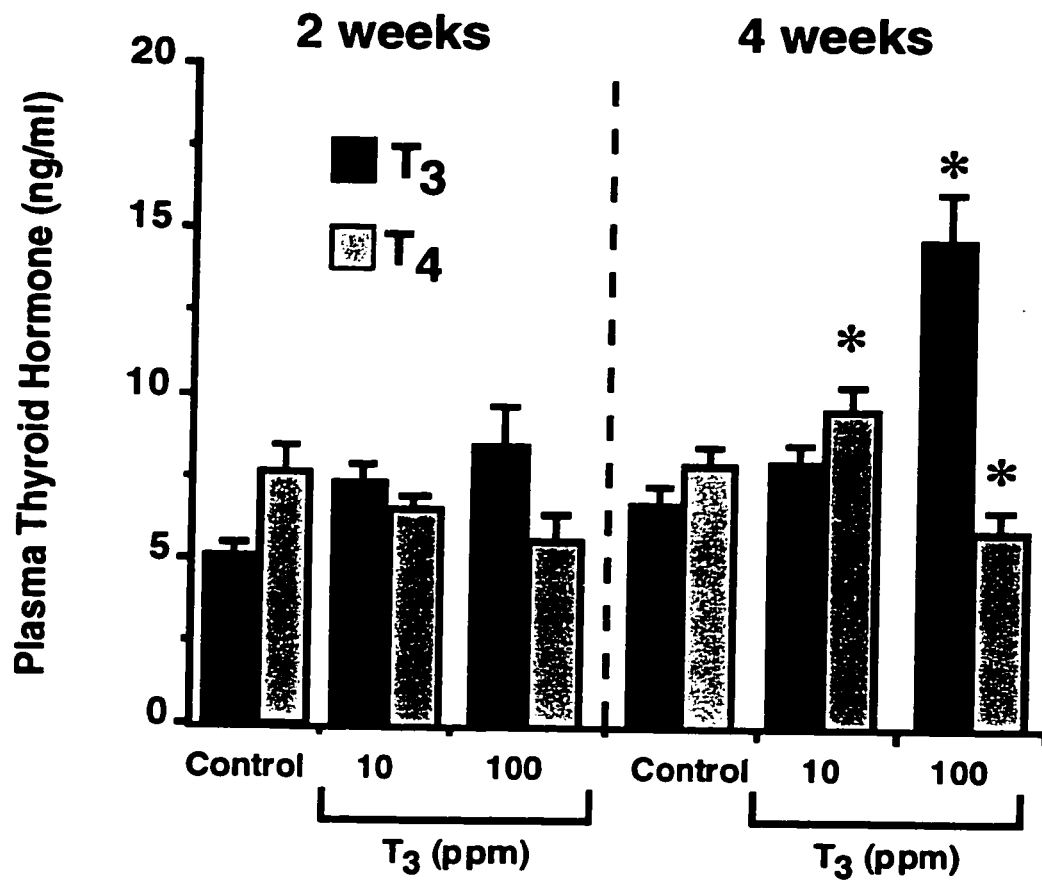 2 weeks
4 weeks
Plasma Thyroid Hormone (ng/ml)
20
15
10
5
0
T3
T4
*
*
*
Control 10 100 Control 10 100
T3 (ppm) T3 (ppm)